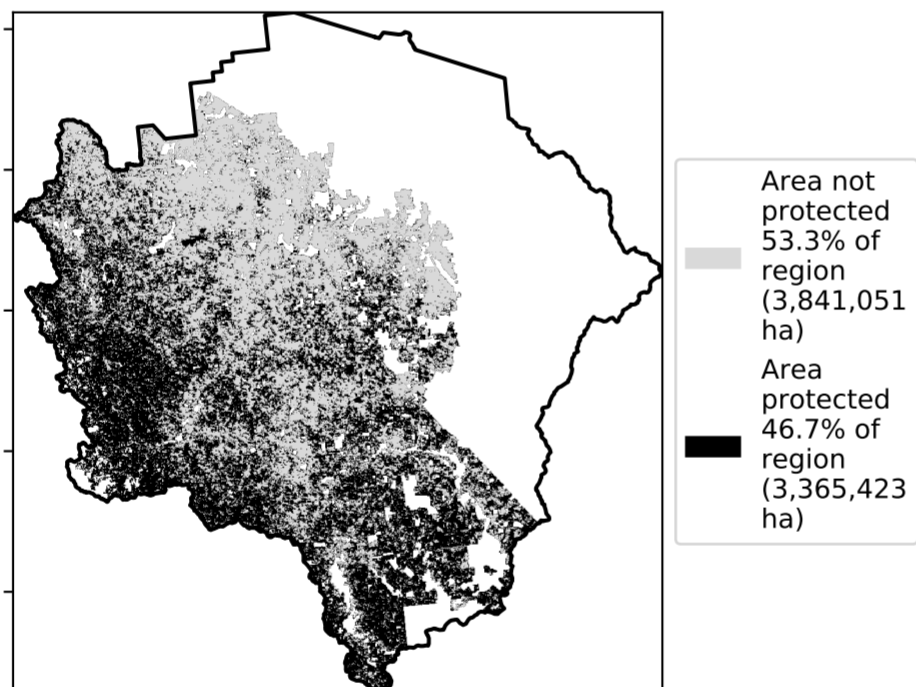 Area not
protected
53.3% of
region
(3,841,051
ha)
Area
protected
46.7% of
region
(3,365,423
ha)